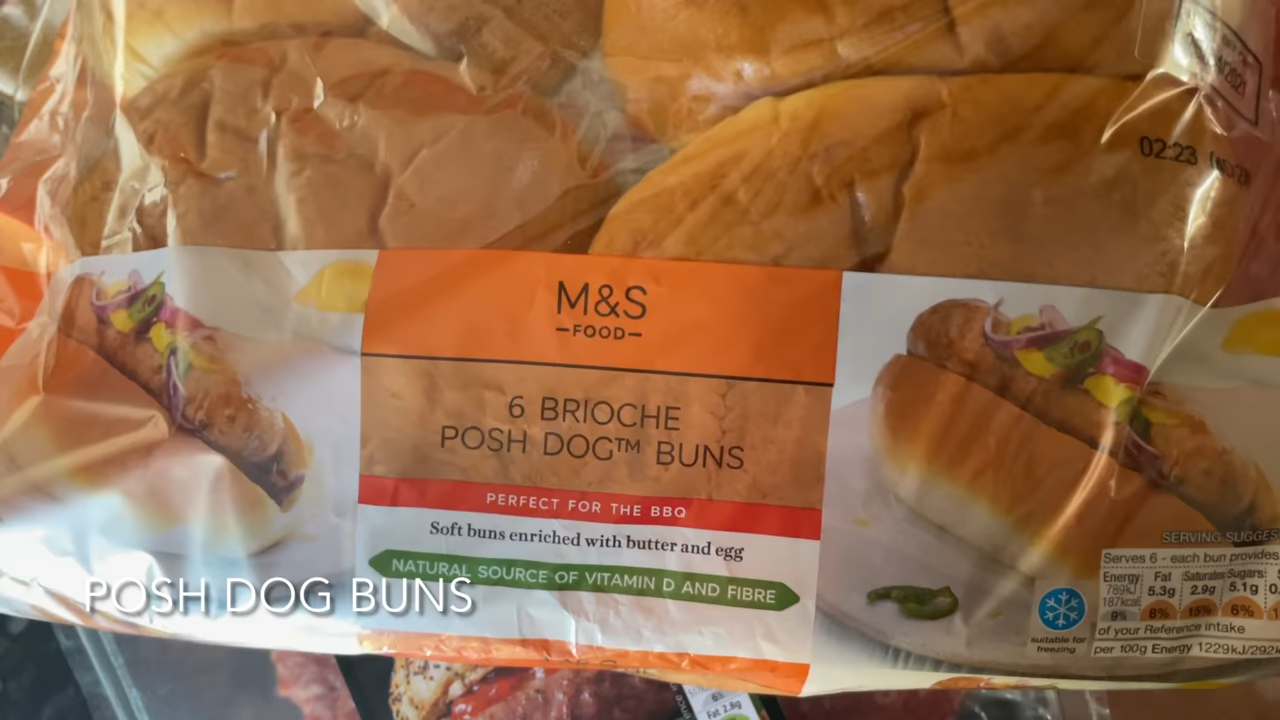 02:23
M&S
FOOD
6 BRIOCHE
POSH DOG™ BUNS
PERFECT FOR THE BBQ
Soft buns enriched with butter and egg
NATURAL SOURCE OF VITAMIN D AND FIBRE
POSH DOG BUNS
SERVING
Serves 6 - each bun provides
Energy: Fat Saturates Sugars:
789kJ 5.3g 2.9g 5.1g
187kcal
9% 8% 15% 6%
of your Reference intake
per 100g Energy 1229kJ/292
suitable for
freezing
Fat 2.8g